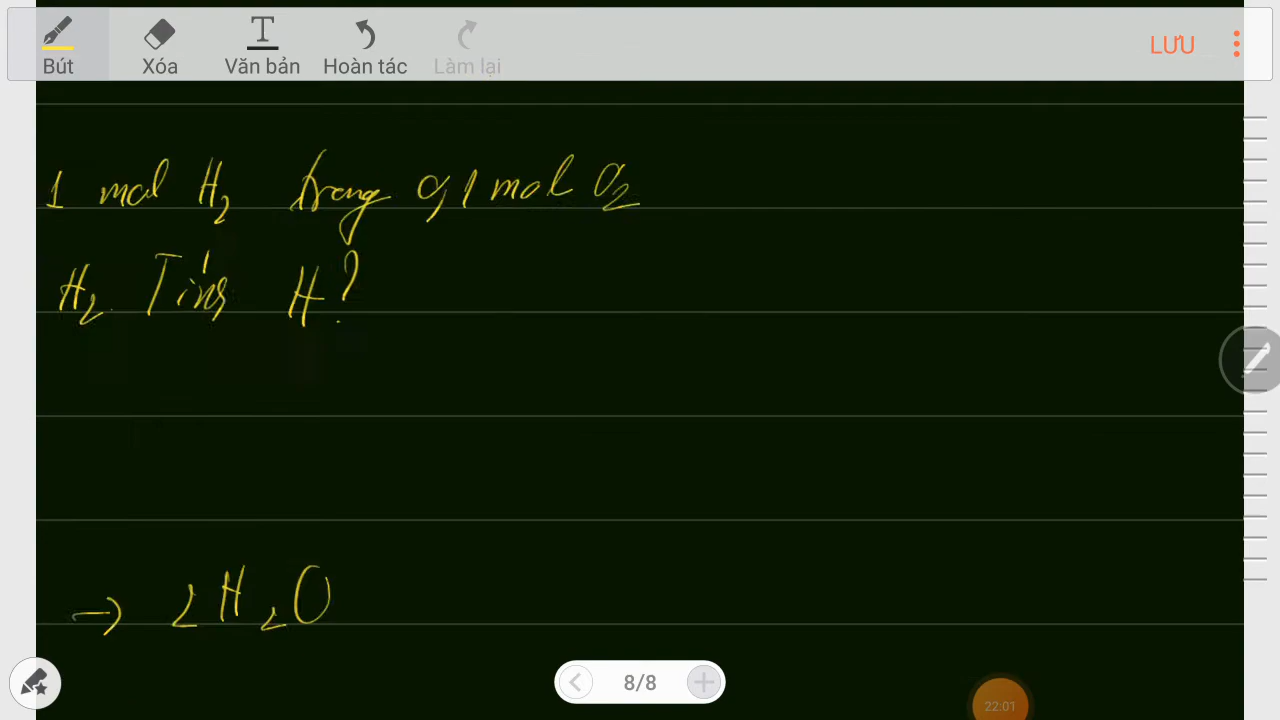 Bút Xóa Văn bản Hoàn tác Làm lại LƯU
1 mol H₂ trong 0,1 mol O₂
H₂. Tính H?
→ 2H₂O
8/8
22:01